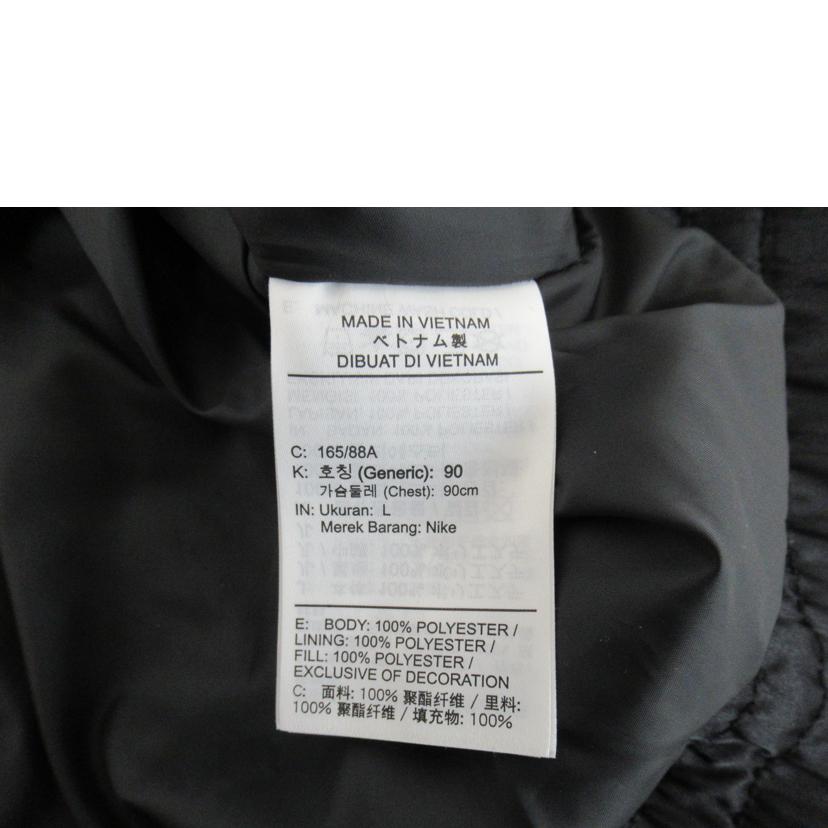 MADE IN VIETNAM
ベトナム製
DIBUAT DI VIETNAM
C: 165/88A
K: 호칭 (Generic): 90
가슴둘레 (Chest): 90cm
IN: Ukuran: L
Merek Barang: Nike
E: BODY: 100% POLYESTER /
LINING: 100% POLYESTER /
FILL: 100% POLYESTER /
EXCLUSIVE OF DECORATION
C: 面料: 100% 聚酯纤维 / 里料:
100% 聚酯纤维 / 填充物: 100%